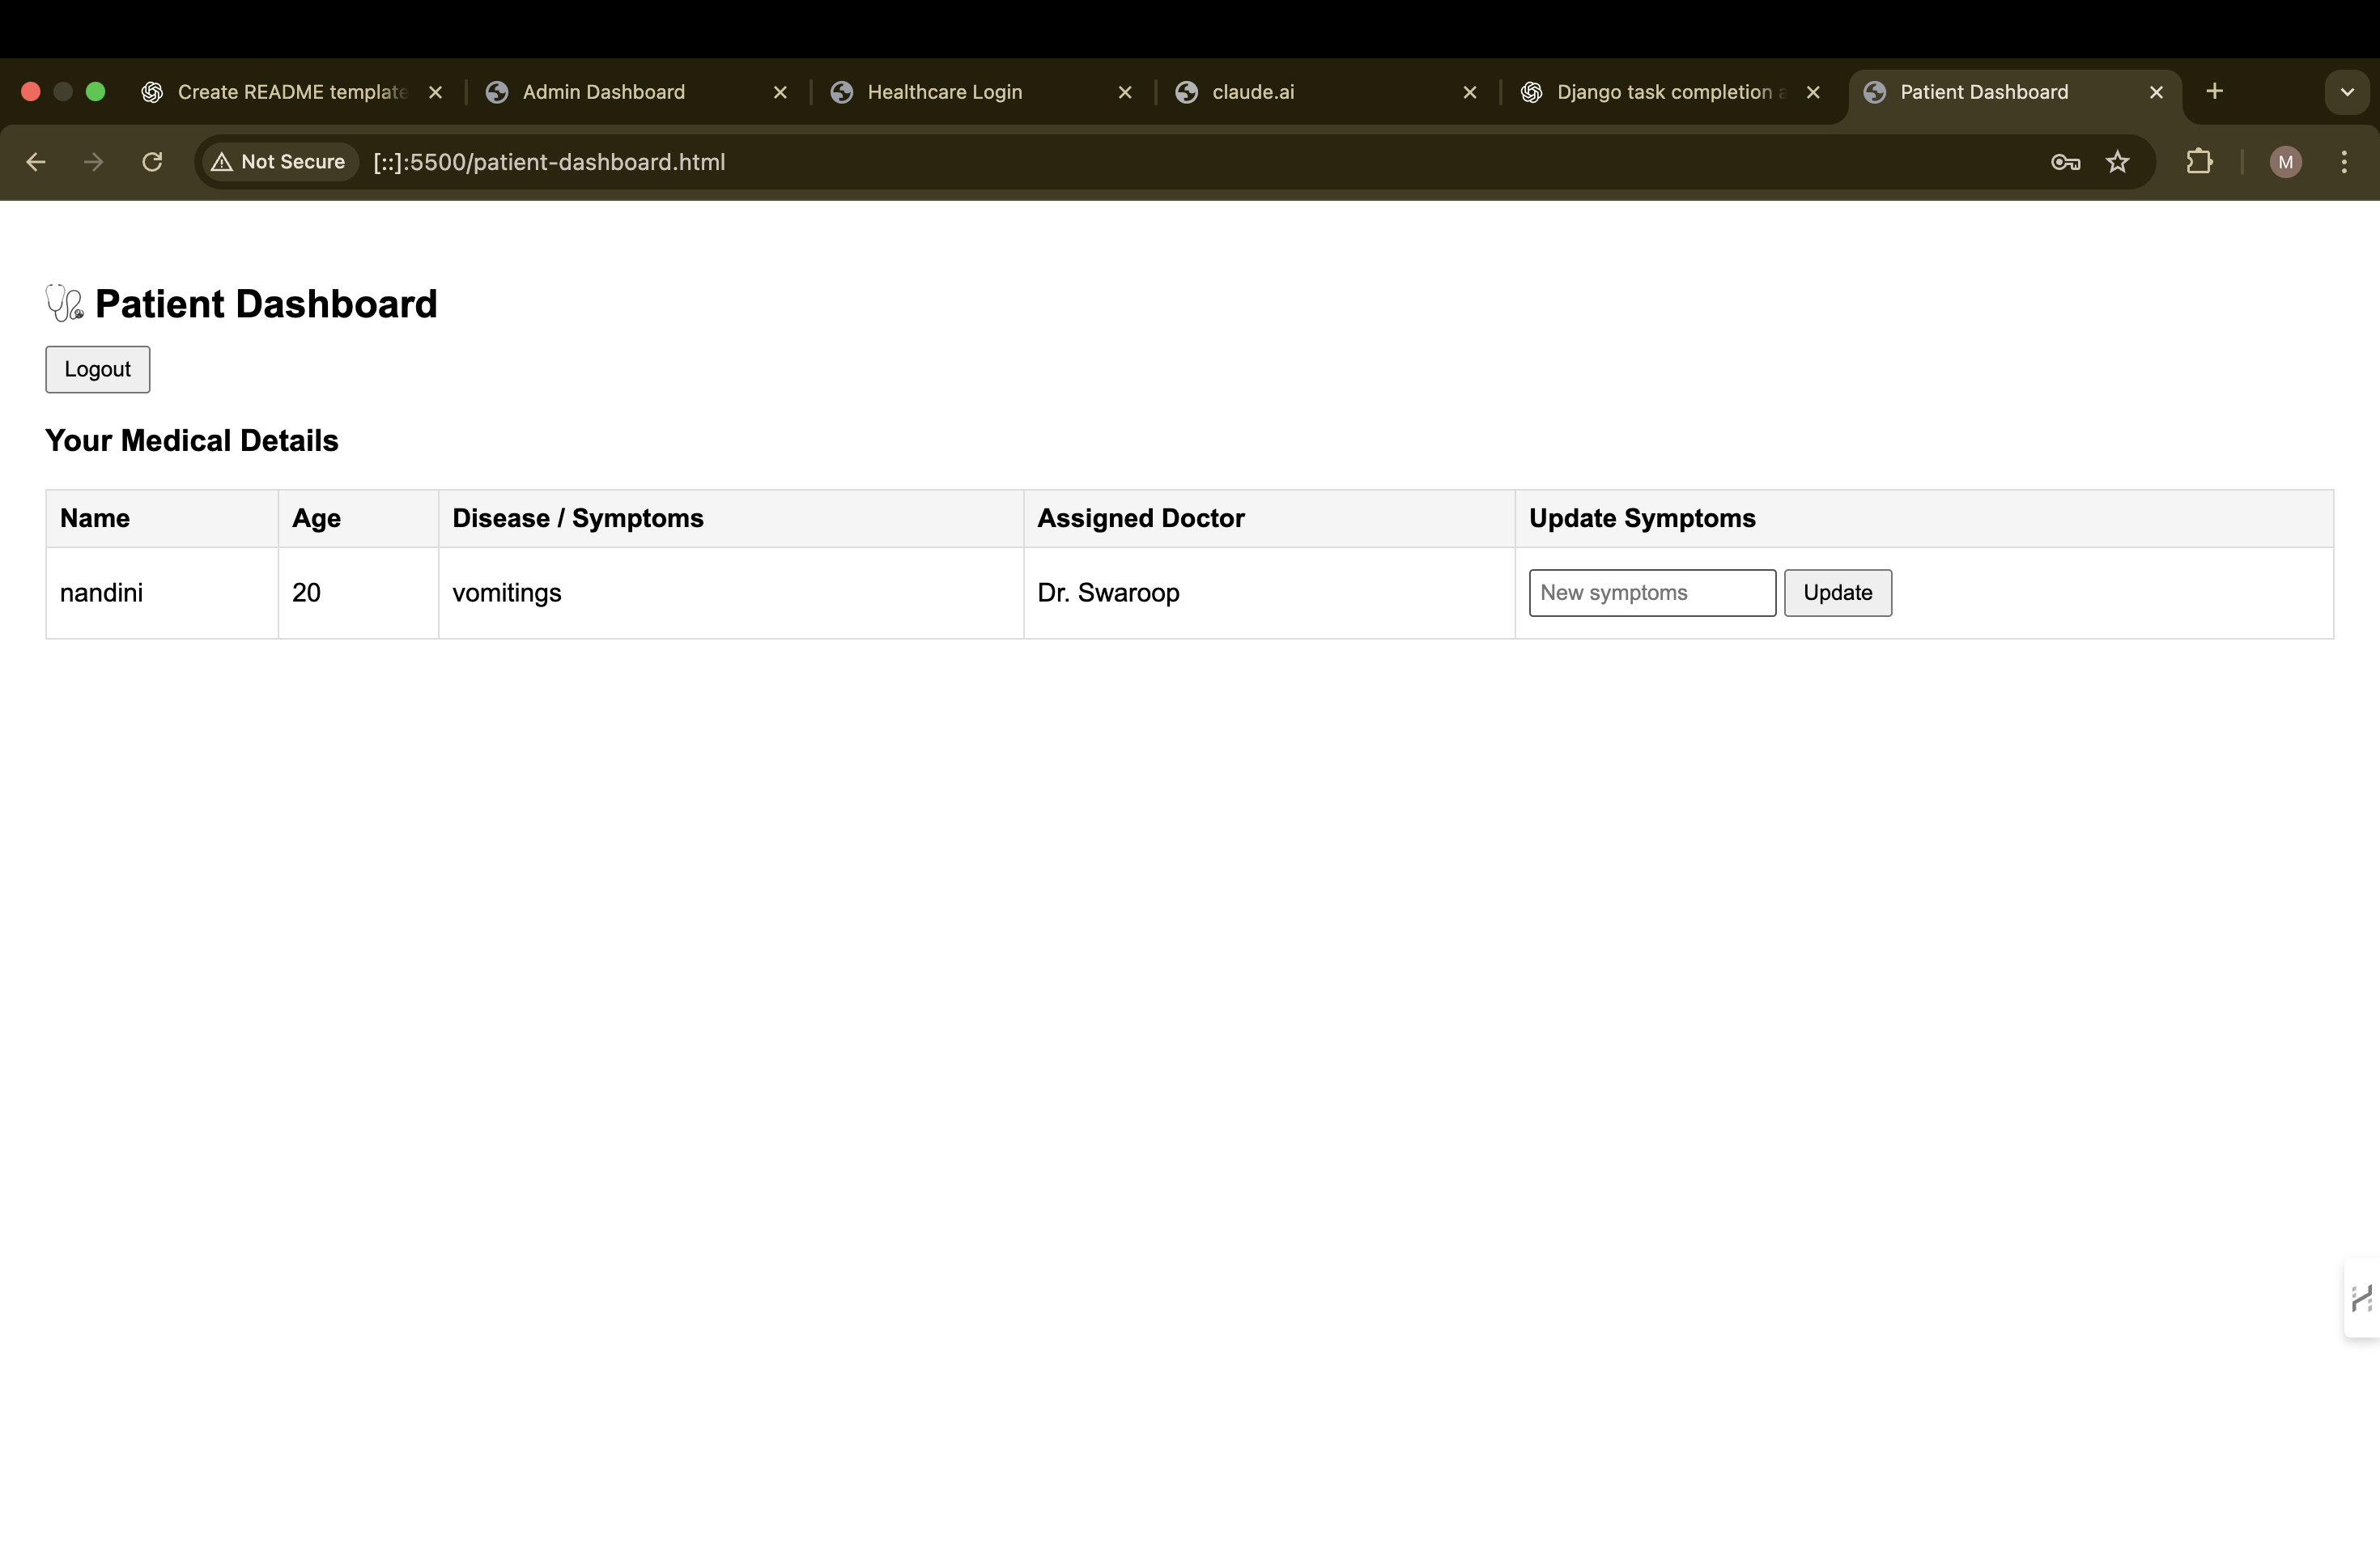 Create README template
Admin Dashboard
Healthcare Login
claude.ai
Django task completion a
Patient Dashboard
Not Secure
[::]:5500/patient-dashboard.html
M
🩺 Patient Dashboard
Logout
Your Medical Details
Name Age Disease / Symptoms Assigned Doctor Update Symptoms
nandini 20 vomitings Dr. Swaroop New symptoms Update